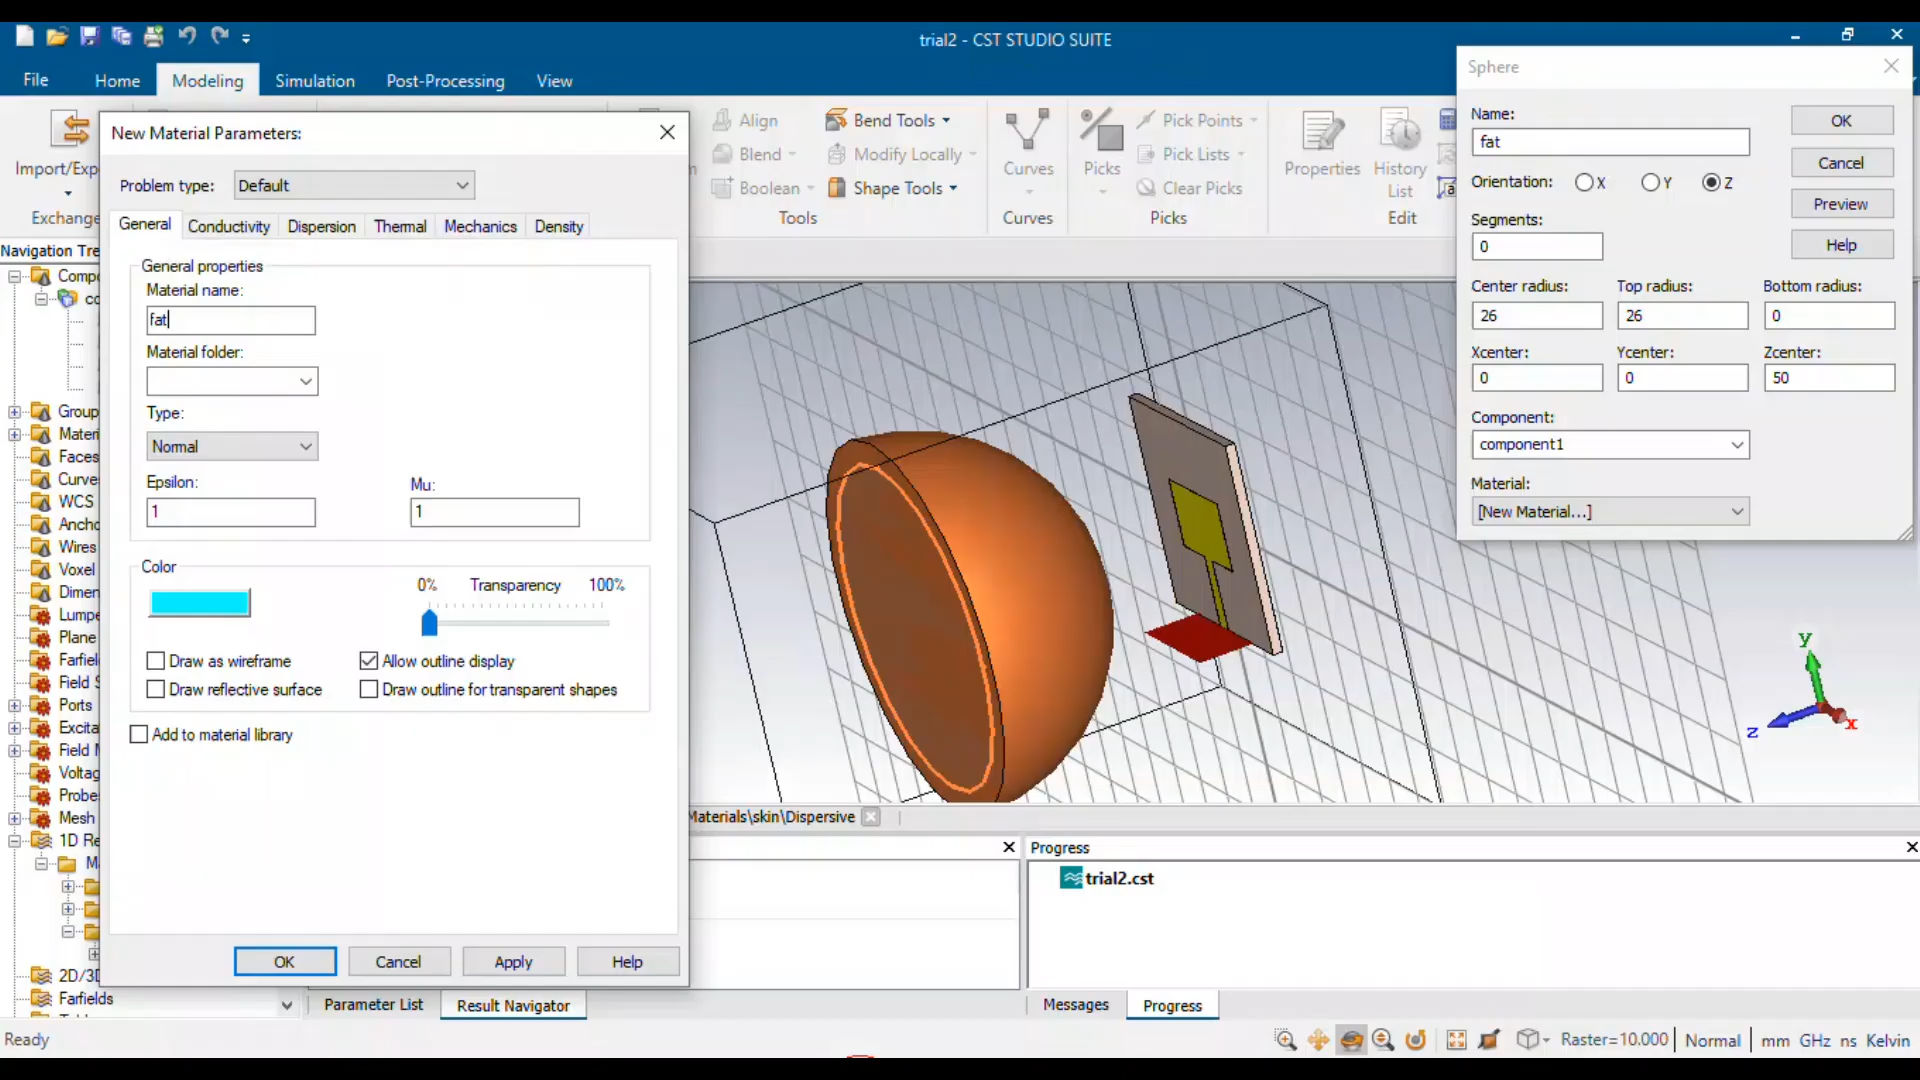 trial2 - CST STUDIO SUITE
File
Home
Modeling
Simulation
Post-Processing
View
Import/Exp
Exchange
Align
Blend
Boolean
Bend Tools
Modify Locally
Shape Tools
Tools
Curves
Curves
Picks
Pick Points
Pick Lists
Clear Picks
Picks
Properties
History
List
Edit
New Material Parameters:
Problem type:
Default
General
Conductivity
Dispersion
Thermal
Mechanics
Density
General properties
Material name:
fat
Material folder:
Type:
Normal
Epsilon:
1
Mu:
1
Color
0%
Transparency
100%
Draw as wireframe
Allow outline display
Draw reflective surface
Draw outline for transparent shapes
Add to material library
OK
Cancel
Apply
Help
Sphere
Name:
fat
OK
Orientation:
X
Y
Z
Cancel
Preview
Segments:
0
Help
Center radius:
Top radius:
Bottom radius:
26
26
0
Xcenter:
Ycenter:
Zcenter:
0
0
50
Component:
component1
Material:
[New Material...]
Navigation Tre
Compo
co
Group
Materi
Faces
Curve
WCS
Ancho
Wires
Voxel
Dimen
Lumpe
Plane
Farfiel
Field S
Ports
Excita
Field M
Voltag
Probe
Mesh
1D Re
Ma
2D/3D
Farfields
y
z
x
Materials\skin\Dispersive
Progress
trial2.cst
Parameter List
Result Navigator
Messages
Progress
Ready
Raster=10.000
Normal
mm GHz ns Kelvin